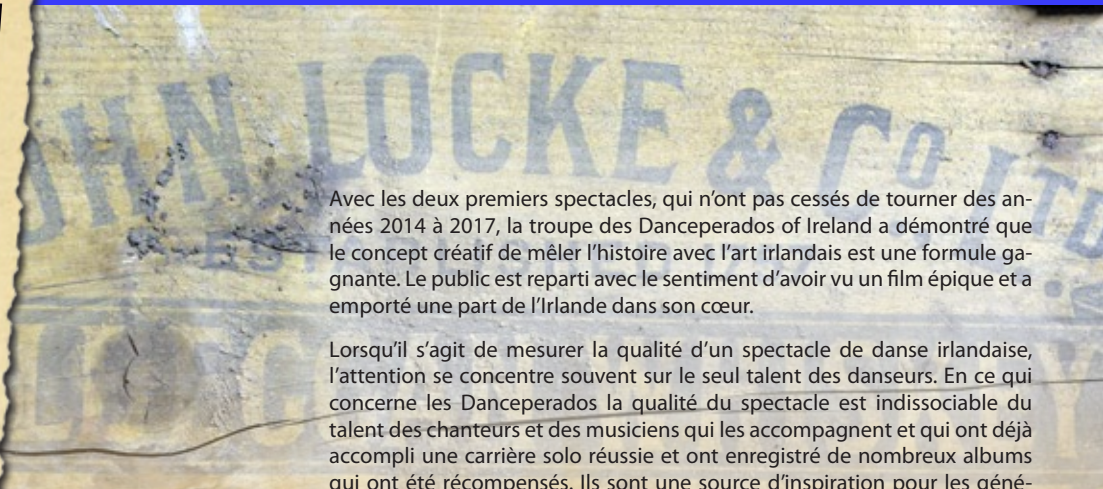 OHN LOCKE & Co LTD
Avec les deux premiers spectacles, qui n’ont pas cessés de tourner des an-
nées 2014 à 2017, la troupe des Danceperados of Ireland a démontré que
le concept créatif de mêler l’histoire avec l’art irlandais est une formule ga-
gnante. Le public est reparti avec le sentiment d’avoir vu un film épique et a
emporté une part de l’Irlande dans son cœur.
Lorsqu’il s’agit de mesurer la qualité d’un spectacle de danse irlandaise,
l’attention se concentre souvent sur le seul talent des danseurs. En ce qui
concerne les Danceperados la qualité du spectacle est indissociable du
talent des chanteurs et des musiciens qui les accompagnent et qui ont déjà
accompli une carrière solo réussie et ont enregistré de nombreux albums
qui ont été récompensés. Ils sont une source d’inspiration pour les géné-